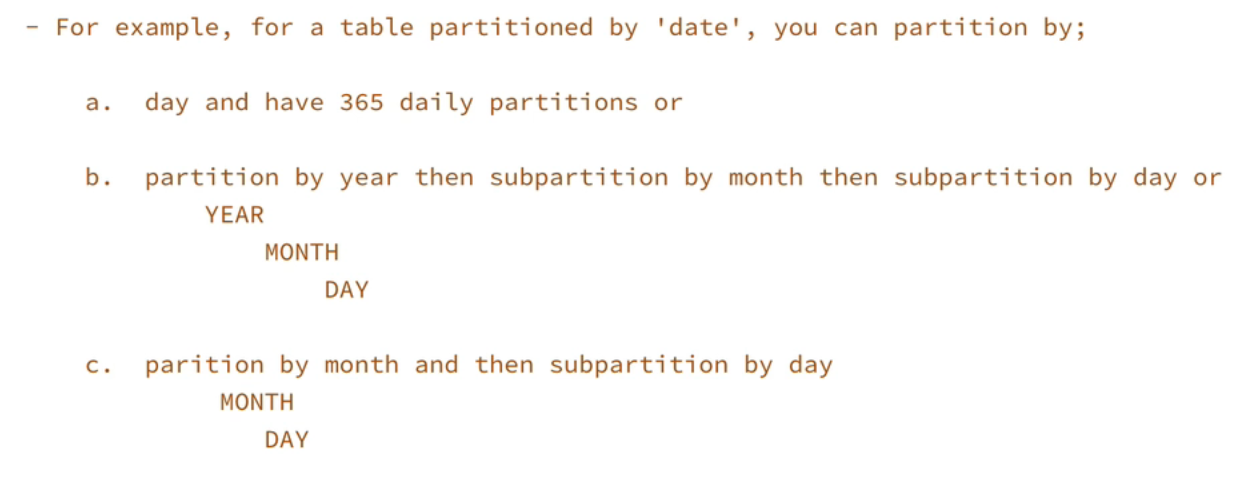 - For example, for a table partitioned by 'date', you can partition by;
a. day and have 365 daily partitions or
b. partition by year then subpartition by month then subpartition by day or
YEAR
MONTH
DAY
c. parition by month and then subpartition by day
MONTH
DAY